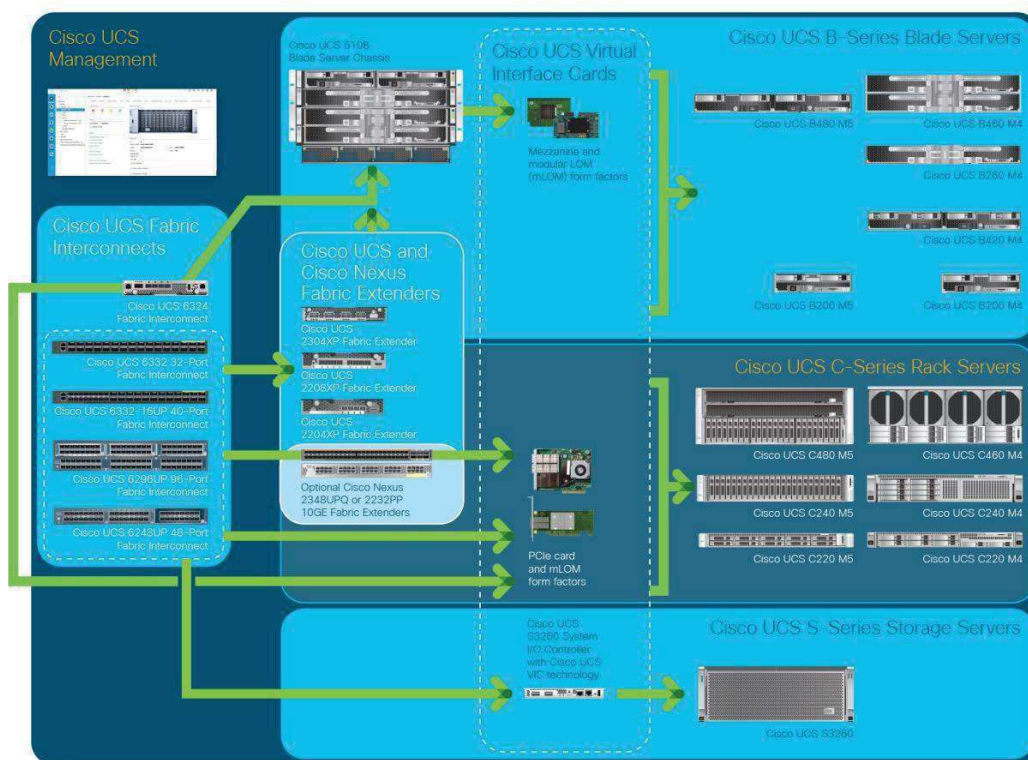 Cisco UCS
Management
Cisco UCS 5108
Blade Server Chassis
Cisco UCS Virtual
Interface Cards
Mezzanine and
modular LOM
(mLOM) form factors
Cisco UCS B-Series Blade Servers
Cisco UCS B480 M5
Cisco UCS B460 M4
Cisco UCS B260 M4
Cisco UCS B420 M4
Cisco UCS B200 M5
Cisco UCS B200 M4
Cisco UCS Fabric
Interconnects
Cisco UCS 6324
Fabric Interconnect
Cisco UCS 6332 32-Port
Fabric Interconnect
Cisco UCS 6332-16UP 40-Port
Fabric Interconnect
Cisco UCS 6296UP 96-Port
Fabric Interconnect
Cisco UCS 6248UP 48-Port
Fabric Interconnect
Cisco UCS and
Cisco Nexus
Fabric Extenders
Cisco UCS
2304XP Fabric Extender
Cisco UCS
2208XP Fabric Extender
Cisco UCS
2204XP Fabric Extender
Optional Cisco Nexus
2348UPQ or 2232PP
10GE Fabric Extenders
PCIe card
and mLOM
form factors
Cisco UCS C-Series Rack Servers
Cisco UCS C480 M5
Cisco UCS C460 M4
Cisco UCS C240 M5
Cisco UCS C240 M4
Cisco UCS C220 M5
Cisco UCS C220 M4
Cisco UCS
S3260 System
I/O Controller
with Cisco UCS
VIC technology
Cisco UCS S-Series Storage Servers
Cisco UCS S3260